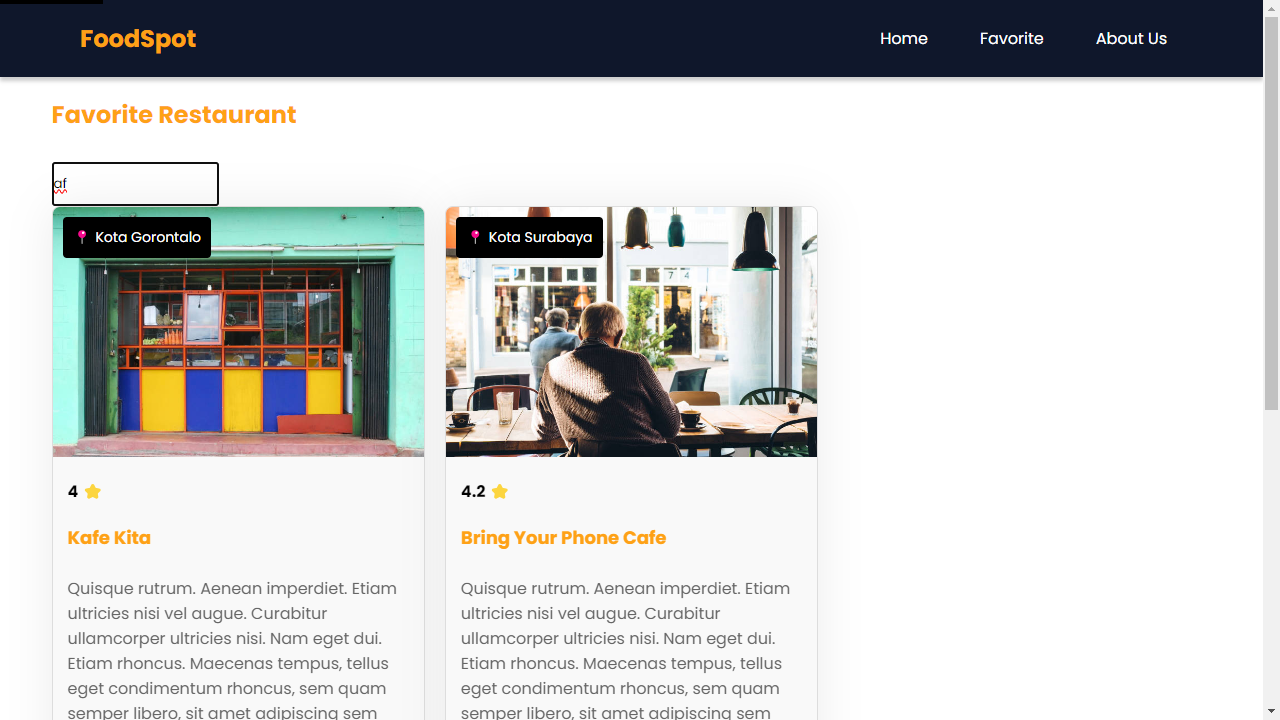 FoodSpot
Home
Favorite
About Us
Favorite Restaurant
af
Kota Gorontalo
Kota Surabaya
7 4
4
Kafe Kita
Quisque rutrum. Aenean imperdiet. Etiam
ultricies nisi vel augue. Curabitur
ullamcorper ultricies nisi. Nam eget dui.
Etiam rhoncus. Maecenas tempus, tellus
eget condimentum rhoncus, sem quam
semper libero, sit amet adipiscing sem
4.2
Bring Your Phone Cafe
Quisque rutrum. Aenean imperdiet. Etiam
ultricies nisi vel augue. Curabitur
ullamcorper ultricies nisi. Nam eget dui.
Etiam rhoncus. Maecenas tempus, tellus
eget condimentum rhoncus, sem quam
semper libero, sit amet adipiscing sem